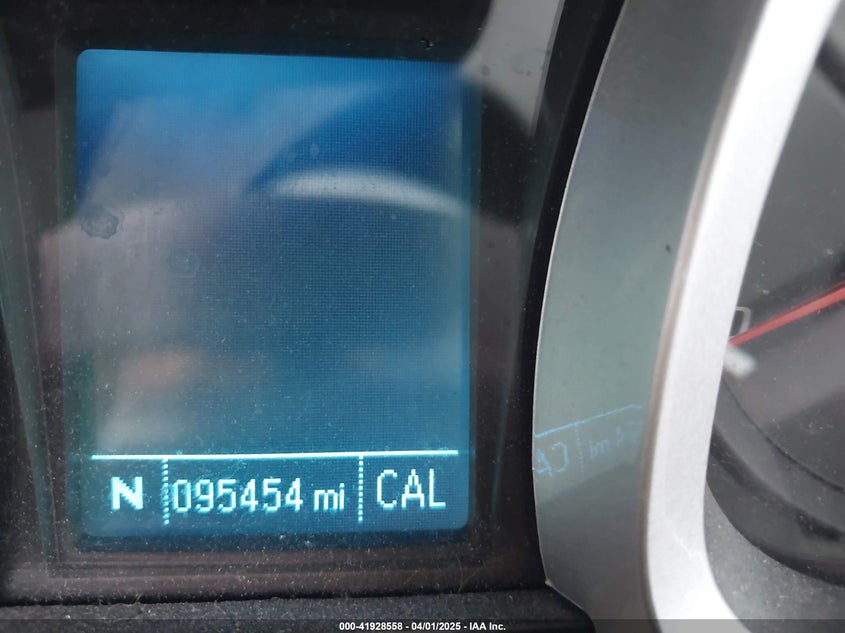 N 095454 mi CAL
000-41928558 - 04/01/2025 - IAA Inc.